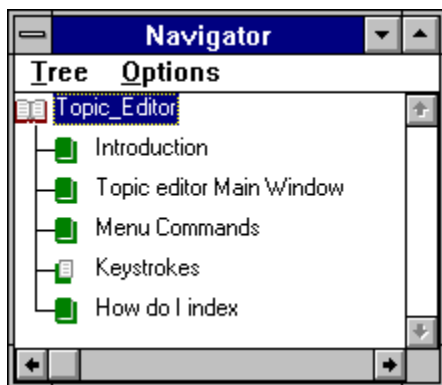 Navigator
Tree Options
Topic_Editor
Introduction
Topic editor Main Window
Menu Commands
Keystrokes
How do I index